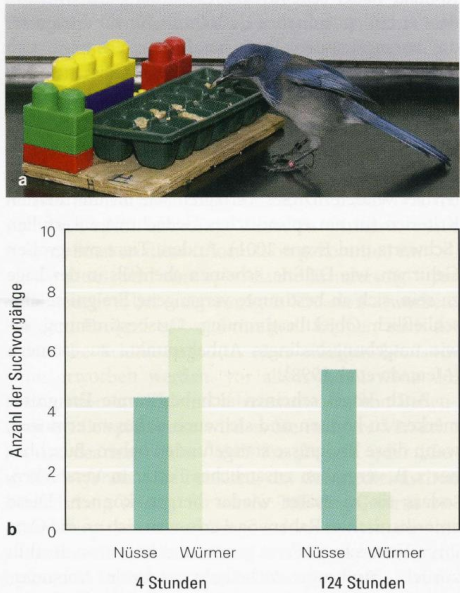 a
10
8
6
4
2
0
Anzahl der Suchvorgänge
b
Nüsse Würmer Nüsse Würmer
4 Stunden 124 Stunden